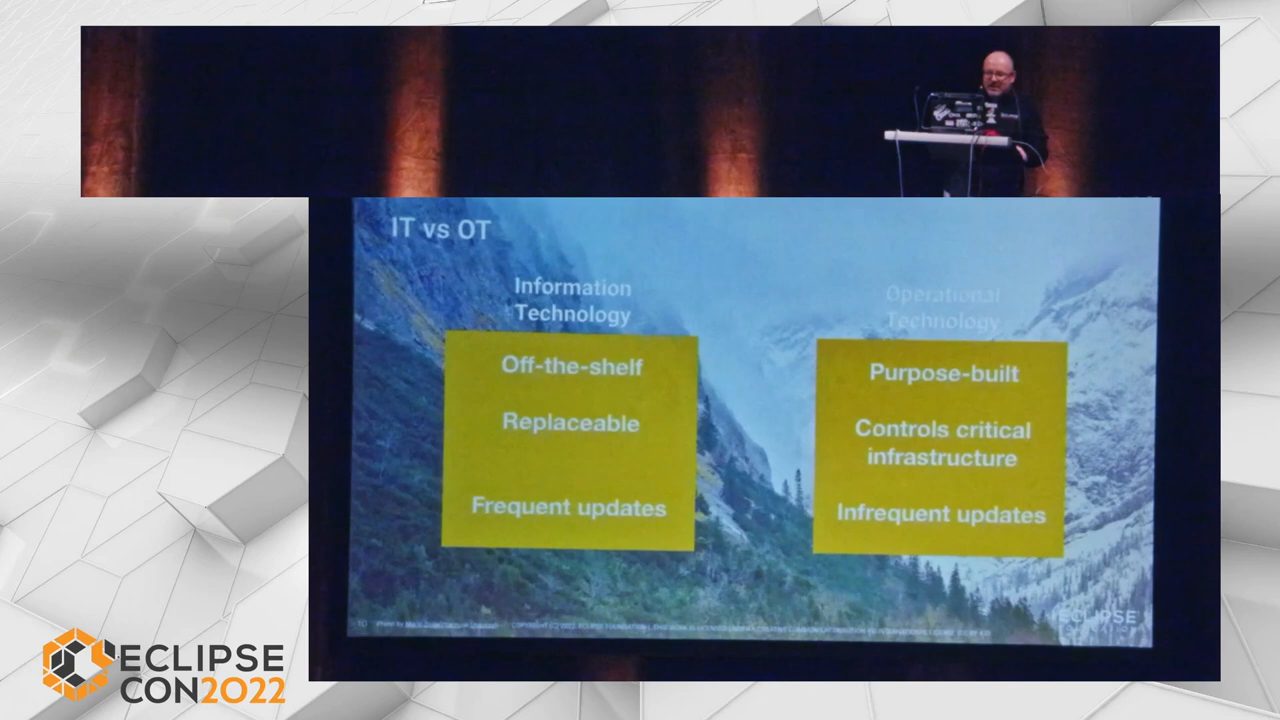 IT vs OT
Information
Technology
Operational
Technology
Off-the-shelf
Replaceable
Frequent updates
Purpose-built
Controls critical
infrastructure
Infrequent updates
ECLIPSE
ECLIPSE
CON2022